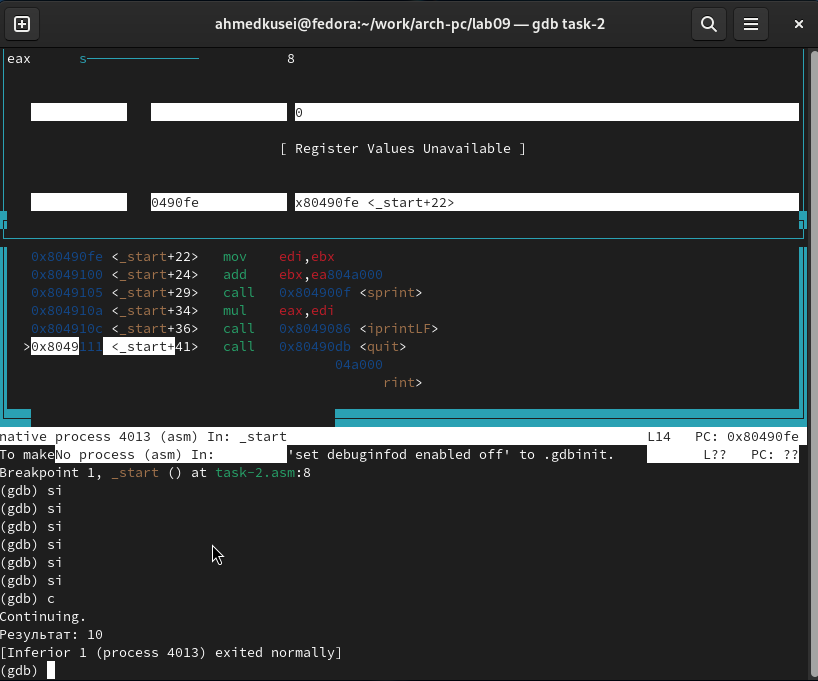 ahmedkusei@fedora:~/work/arch-pc/lab09 — gdb task-2
eax s 8
0
[ Register Values Unavailable ]
0490fe x80490fe <_start+22>
0x80490fe <_start+22> mov edi,ebx
0x8049100 <_start+24> add ebx,ea804a000
0x8049105 <_start+29> call 0x804900f <sprint>
0x804910a <_start+34> mul eax,edi
0x804910c <_start+36> call 0x8049086 <iprintLF>
>0x8049111 <_start+41> call 0x80490db <quit>
04a000
rint>
native process 4013 (asm) In: _start L14 PC: 0x80490fe
To makeNo process (asm) In: 'set debuginfod enabled off' to .gdbinit. L?? PC: ??
Breakpoint 1, _start () at task-2.asm:8
(gdb) si
(gdb) si
(gdb) si
(gdb) si
(gdb) si
(gdb) si
(gdb) c
Continuing.
Результат: 10
[Inferior 1 (process 4013) exited normally]
(gdb)